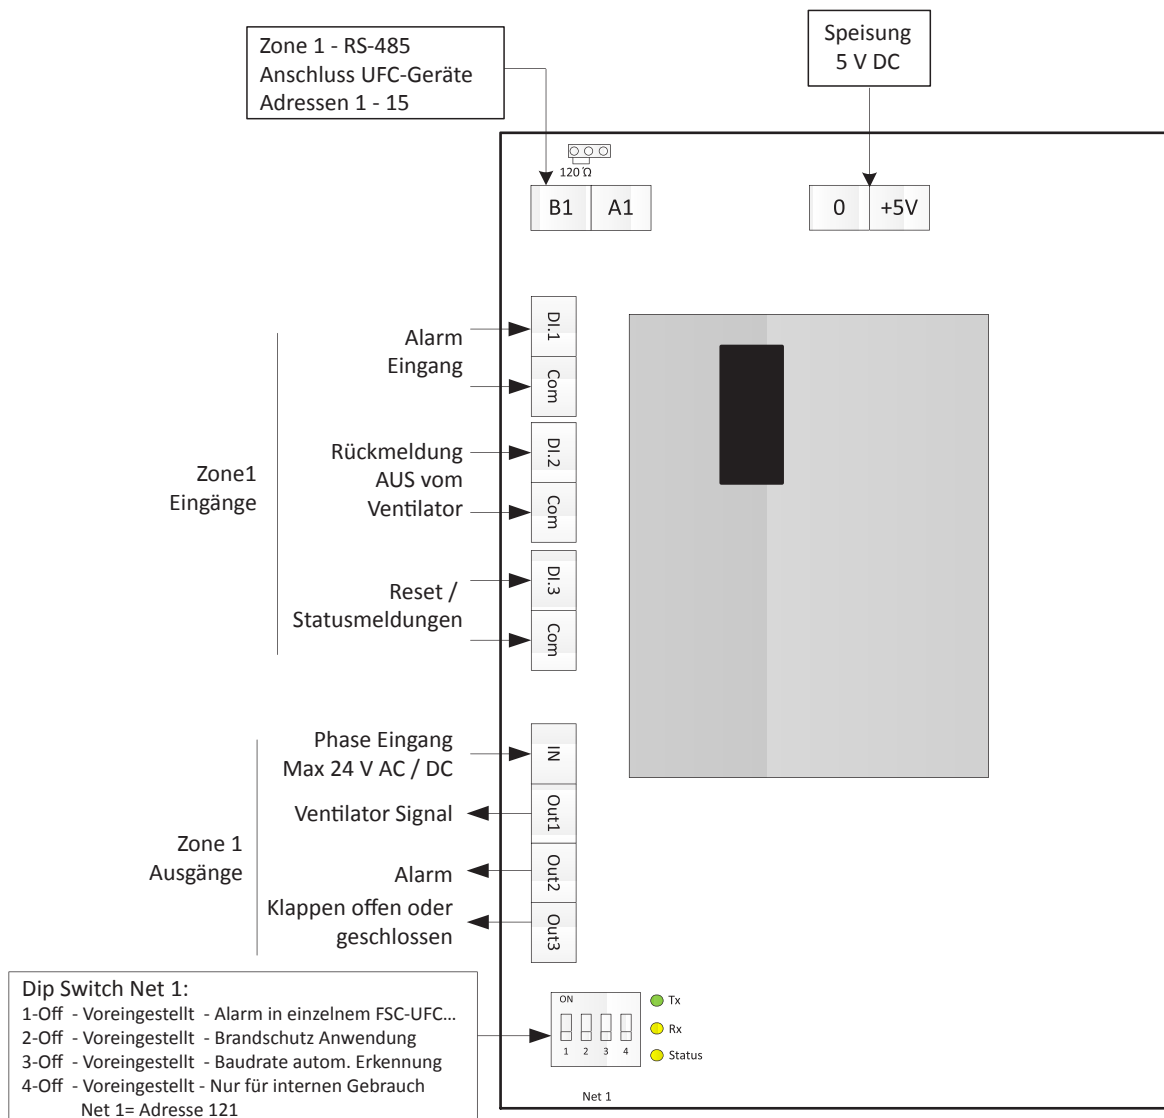 Zone 1 - RS-485
Anschluss UFC-Geräte
Adressen 1 - 15
Speisung
5 V DC
120 Ω
B1
A1
0
+5V
Zone1
Eingänge
Alarm
Eingang
DI.1
Com
Rückmeldung
AUS vom
Ventilator
DI.2
Com
Reset /
Statusmeldungen
DI.3
Com
Zone 1
Ausgänge
Phase Eingang
Max 24 V AC / DC
IN
Ventilator Signal
Out1
Alarm
Out2
Klappen offen oder
geschlossen
Out3
Dip Switch Net 1:
1-Off - Voreingestellt - Alarm in einzelnem FSC-UFC...
2-Off - Voreingestellt - Brandschutz Anwendung
3-Off - Voreingestellt - Baudrate autom. Erkennung
4-Off - Voreingestellt - Nur für internen Gebrauch
Net 1= Adresse 121
ON
1 2 3 4
Tx
Rx
Status
Net 1